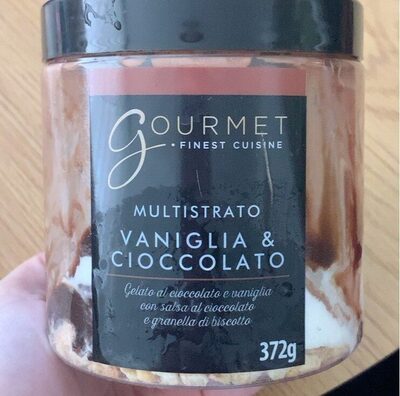 gOURMET
• FINEST CUISINE
MULTISTRATO
VANIGLIA &
CIOCCOLATO
Gelato al cioccolato e vaniglia
con salsa al cioccolato
e granella di biscotto
372g